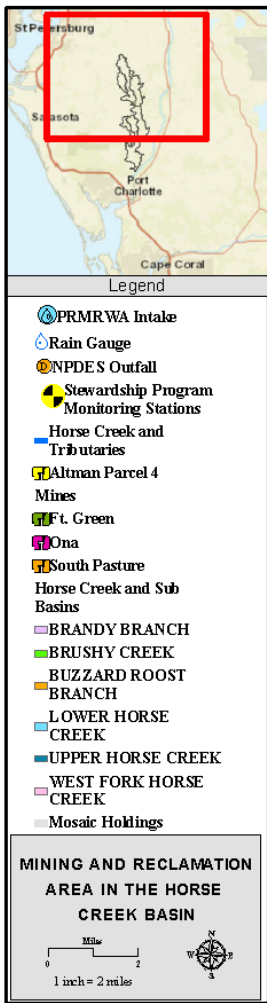 St Petersburg
Sarasota
Port
Charlotte
Cape Coral
Legend
PRMRWA Intake
Rain Gauge
NPDES Outfall
Stewardship Program
Monitoring Stations
Horse Creek and
Tributaries
Altman Parcel 4
Mines
Ft. Green
Ona
South Pasture
Horse Creek and Sub
Basins
BRANDY BRANCH
BRUSHY CREEK
BUZZARD ROOST
BRANCH
LOWER HORSE
CREEK
UPPER HORSE CREEK
WEST FORK HORSE
CREEK
Mosaic Holdings
MINING AND RECLAMATION
AREA IN THE HORSE
CREEK BASIN
Miles
0 2
1 inch = 2 miles
N
W E
S